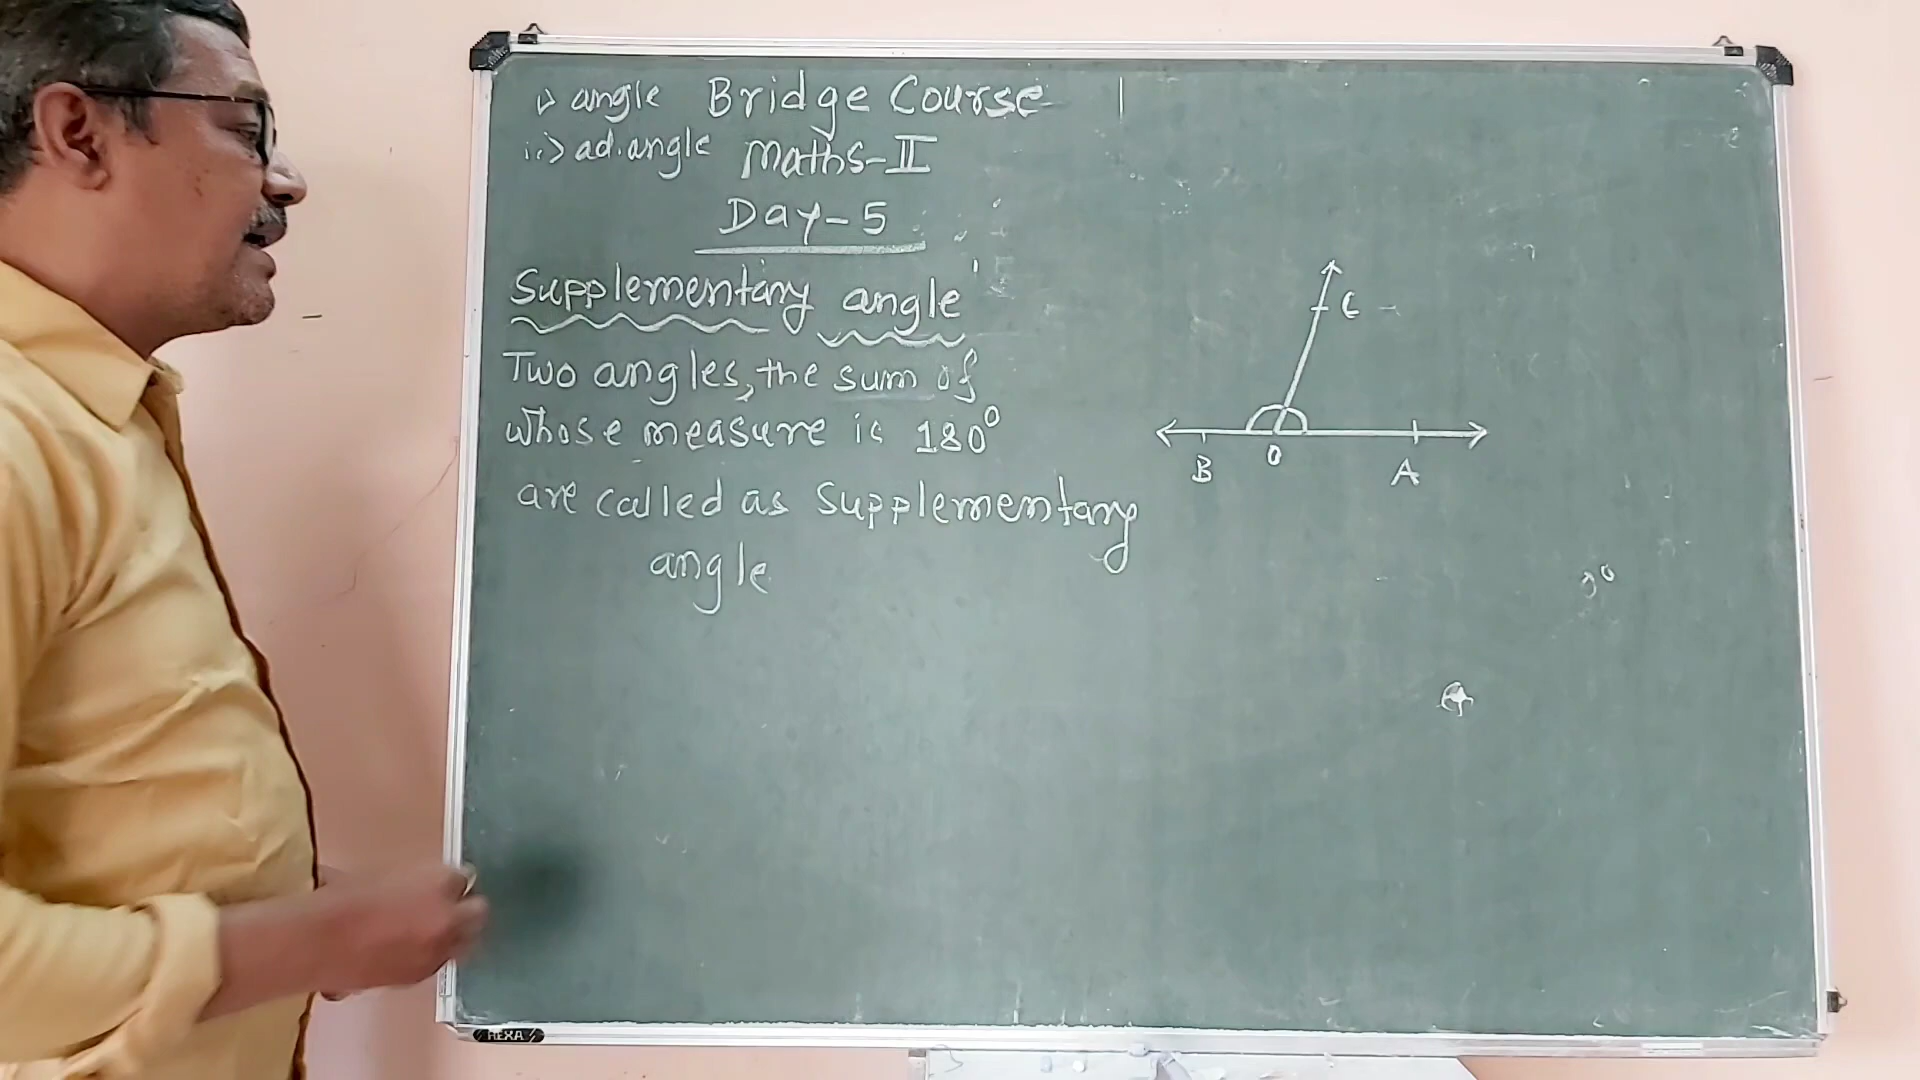 i> angle Bridge Course
ii> ad.angle Maths-II
Day-5
Supplementary angle
Two angles, the sum of
whose measure is 180°
are called as supplementary
angle
C
B O A
HEXA